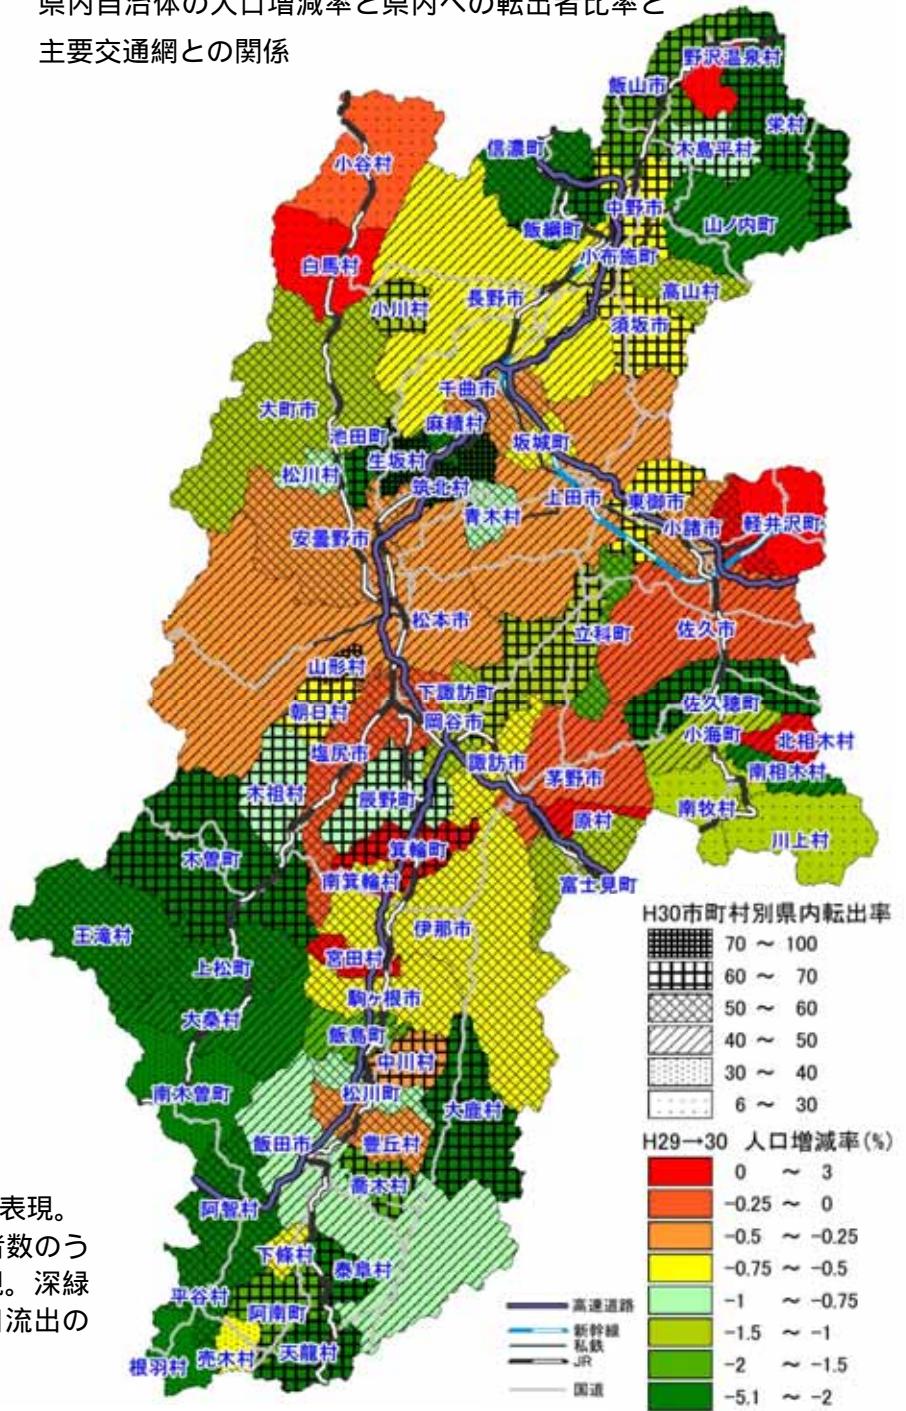 県内自治体の人口増減率と県内への転出者比率と
主要交通網との関係
野沢温泉村
飯山市
栄村
信濃町
木島平村
小谷村
中野市
山ノ内町
飯綱町
小布施町
白馬村
高山村
長野市
小川村
須坂市
千曲市
大町市
麻績村
池田町
坂城町
生坂村
松川村
筑北村
上田市
東御市
青木村
小諸市
軽井沢町
安曇野市
松本市
立科町
佐久市
山形村
下諏訪町
朝日村
佐久穂町
岡谷市
小海町
北相木村
塩尻市
諏訪市
南相木村
茅野市
木祖村
辰野町
南牧村
原村
川上村
箕輪町
木曽町
南箕輪村
富士見町
伊那市
王滝村
宮田村
上松町
駒ヶ根市
大桑村
飯島町
中川村
南木曽町
松川町
大鹿村
飯田市
豊丘村
喬木村
阿智村
下條村
泰阜村
平谷村
阿南町
売木村
天龍村
根羽村
H30市町村別県内転出率
70 ～ 100
60 ～ 70
50 ～ 60
40 ～ 50
30 ～ 40
6 ～ 30
H29→30 人口増減率(%)
0 ～ 3
-0.25 ～ 0
-0.5 ～ -0.25
-0.75 ～ -0.5
-1 ～ -0.75
-1.5 ～ -1
-2 ～ -1.5
-5.1 ～ -2
高速道路
新幹線
私鉄
JR
国道
表現。
者数のう
。深緑
流出の